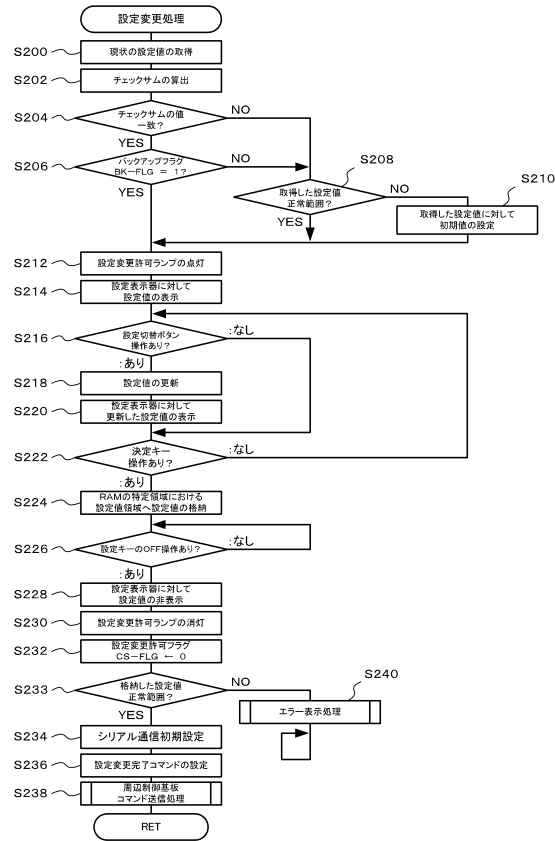 設定変更処理
S200
現状の設定値の取得
S202
チェックサムの算出
S204
チェックサムの値
一致？
NO
YES
S206
バックアップフラグ
BK-FLG = 1？
NO
YES
S208
取得した設定値
正常範囲？
NO
YES
S210
取得した設定値に対して
初期値の設定
S212
設定変更許可ランプの点灯
S214
設定表示器に対して
設定値の表示
S216
設定切替ボタン
操作あり？
:なし
:あり
S218
設定値の更新
S220
設定表示器に対して
更新した設定値の表示
S222
決定キー
操作あり？
:なし
:あり
S224
RAMの特定領域における
設定値領域へ設定値の格納
S226
設定キーのOFF操作あり？
:なし
:あり
S228
設定表示器に対して
設定値の非表示
S230
設定変更許可ランプの消灯
S232
設定変更許可フラグ
CS-FLG ← 0
S233
格納した設定値
正常範囲？
NO
YES
S240
エラー表示処理
S234
シリアル通信初期設定
S236
設定変更完了コマンドの設定
S238
周辺制御基板
コマンド送信処理
RET